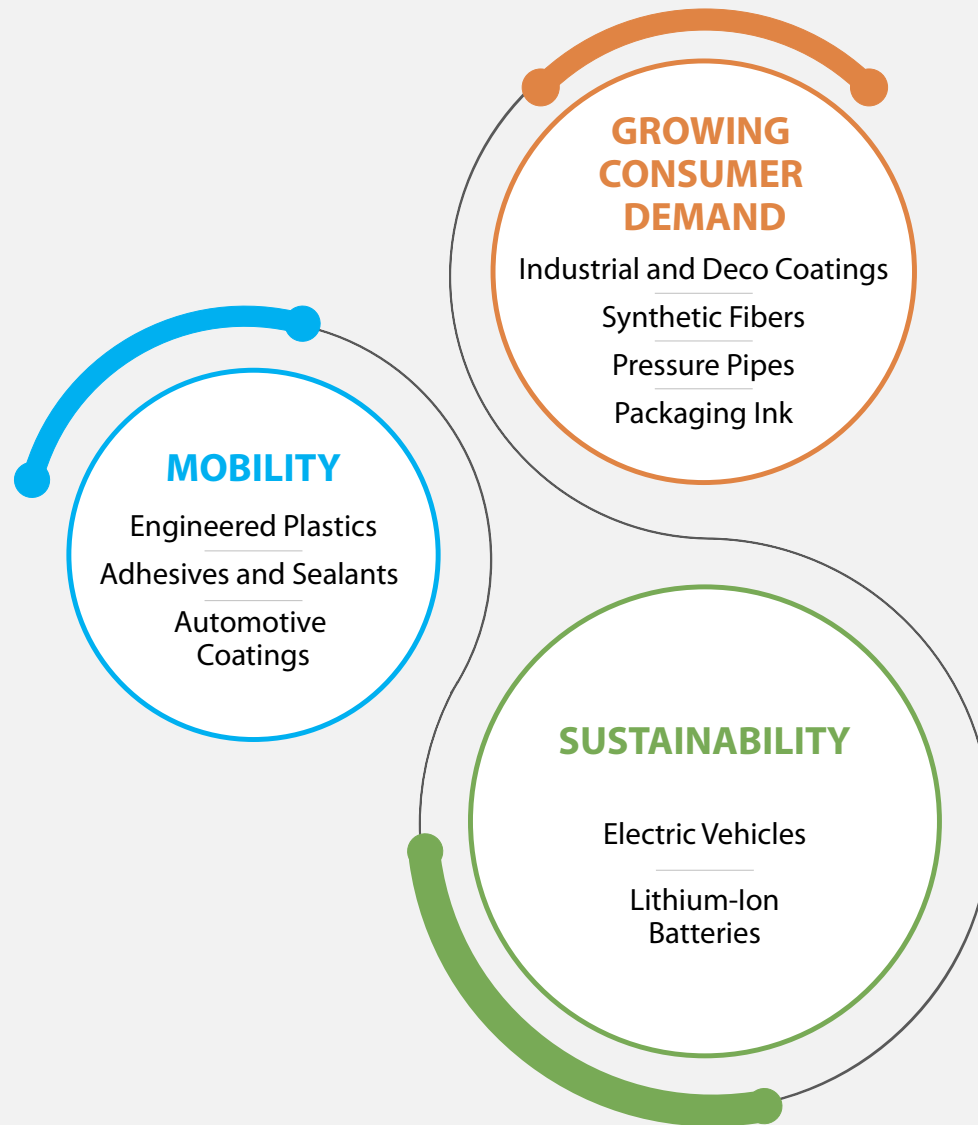 GROWING
CONSUMER
DEMAND
Industrial and Deco Coatings
Synthetic Fibers
Pressure Pipes
Packaging Ink
MOBILITY
Engineered Plastics
Adhesives and Sealants
Automotive
Coatings
SUSTAINABILITY
Electric Vehicles
Lithium-Ion
Batteries